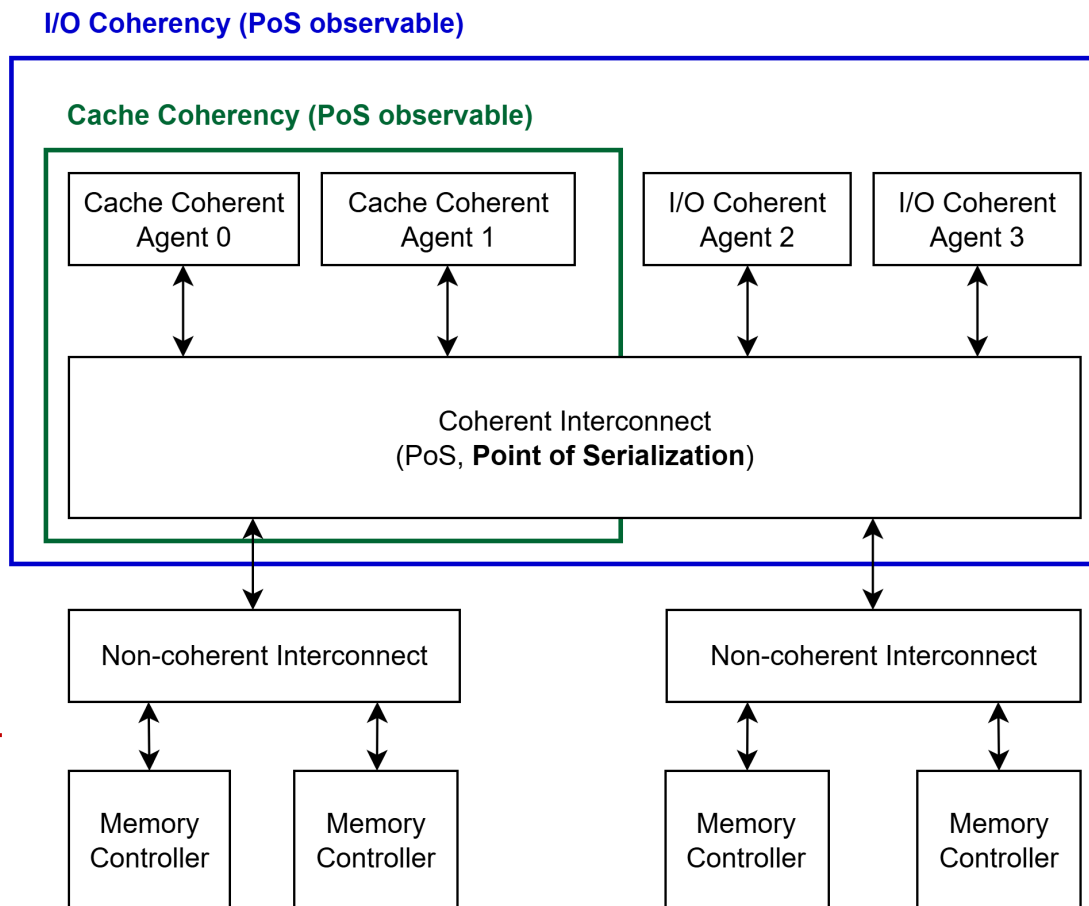 I/O Coherency (PoS observable)
Cache Coherency (PoS observable)
Cache Coherent
Agent 0
Cache Coherent
Agent 1
I/O Coherent
Agent 2
I/O Coherent
Agent 3
Coherent Interconnect
(PoS, Point of Serialization)
Non-coherent Interconnect
Non-coherent Interconnect
Memory
Controller
Memory
Controller
Memory
Controller
Memory
Controller